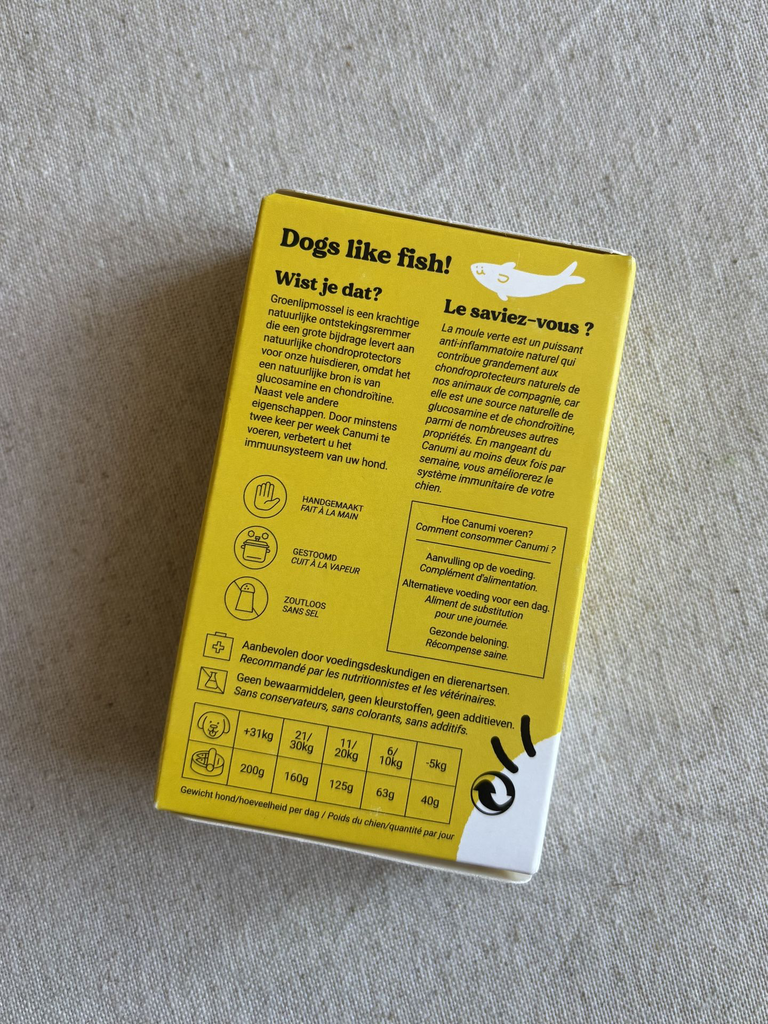 Dogs like fish!
Wist je dat?
Groenlipmossel is een krachtige
natuurlijke ontstekingsremmer
die een grote bijdrage levert aan
natuurlijke chondroprotectors
voor onze huisdieren, omdat het
een natuurlijke bron is van
glucosamine en chondroïtine.
Naast vele andere
eigenschappen. Door minstens
twee keer per week Canumi te
voeren, verbetert u het
immuunsysteem van uw hond.
Le saviez-vous ?
La moule verte est un puissant
anti-inflammatoire naturel qui
contribue grandement aux
chondroprotecteurs naturels de
nos animaux de compagnie, car
elle est une source naturelle de
glucosamine et de chondroïtine,
parmi de nombreuses autres
propriétés. En mangeant du
Canumi au moins deux fois par
semaine, vous améliorerez le
système immunitaire de votre
chien.
HANDGEMAAKT
FAIT À LA MAIN
GESTOOMD
CUIT À LA VAPEUR
ZOUTLOOS
SANS SEL
Hoe Canumi voeren?
Comment consommer Canumi ?
Aanvulling op de voeding.
Complément d'alimentation.
Alternatieve voeding voor een dag.
Aliment de substitution
pour une journée.
Gezonde beloning.
Récompense saine.
Aanbevolen door voedingsdeskundigen en dierenartsen.
Recommandé par les nutritionnistes et les vétérinaires.
Geen bewaarmiddelen, geen kleurstoffen, geen additieven.
Sans conservateurs, sans colorants, sans additifs.
+31kg 21/30kg 11/20kg 6/10kg -5kg
200g 160g 125g 63g 40g
Gewicht hond/hoeveelheid per dag / Poids du chien/quantité par jour